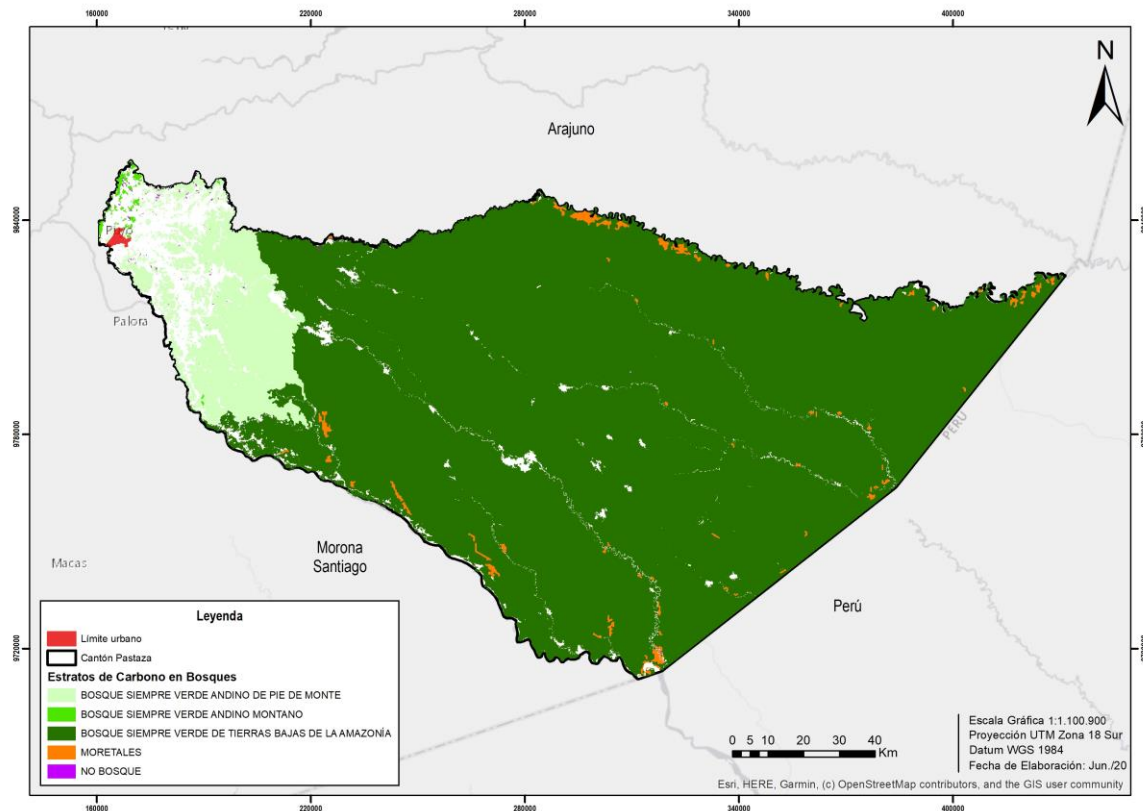 160000
220000
280000
340000
400000
N
Arajuno
9840000
Puyo
Palora
9780000
PERÚ
Morona
Santiago
Macas
Perú
9720000
Leyenda
Límite urbano
Cantón Pastaza
Estratos de Carbono en Bosques
BOSQUE SIEMPRE VERDE ANDINO DE PIE DE MONTE
BOSQUE SIEMPRE VERDE ANDINO MONTANO
BOSQUE SIEMPRE VERDE DE TIERRAS BAJAS DE LA AMAZONÍA
MORETALES
NO BOSQUE
0 5 10 20 30 40
Km
Escala Gráfica 1:1.100.900
Proyección UTM Zona 18 Sur
Datum WGS 1984
Fecha de Elaboración: Jun./20
Esri, HERE, Garmin, (c) OpenStreetMap contributors, and the GIS user community
160000
220000
280000
340000
400000